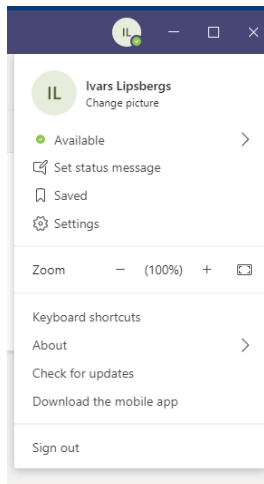 IL
IL
Ivars Lipsbergs
Change picture
Available
Set status message
Saved
Settings
Zoom — (100%) +
Keyboard shortcuts
About
Check for updates
Download the mobile app
Sign out